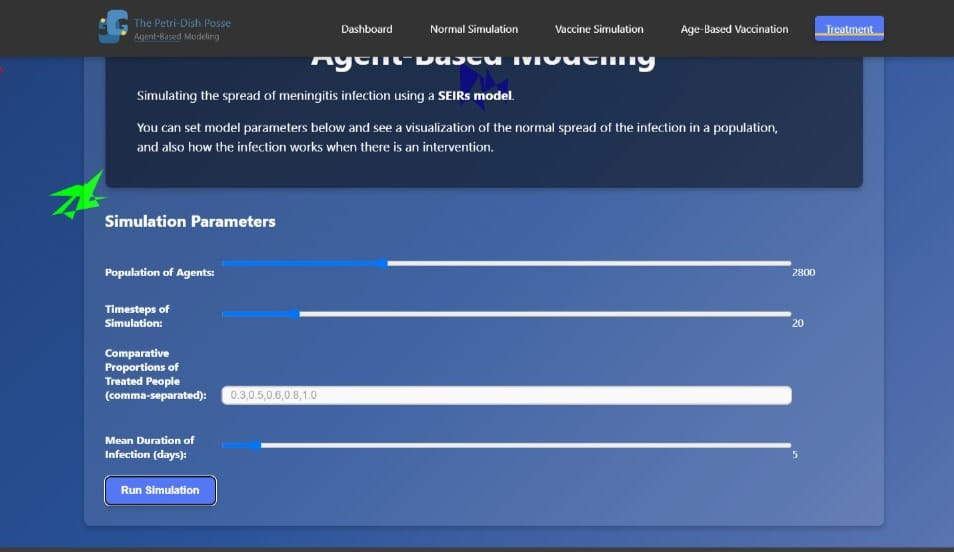 The Petri-Dish Posse
Agent-Based Modeling
Dashboard
Normal Simulation
Vaccine Simulation
Age-Based Vaccination
Treatment
Agent-Based Modeling
Simulating the spread of meningitis infection using a SEIRs model.
You can set model parameters below and see a visualization of the normal spread of the infection in a population,
and also how the infection works when there is an intervention.
Simulation Parameters
Population of Agents:
2800
Timesteps of
Simulation:
20
Comparative
Proportions of
Treated People
(comma-separated):
0.3,0.5,0.6,0.8,1.0
Mean Duration of
Infection (days):
5
Run Simulation